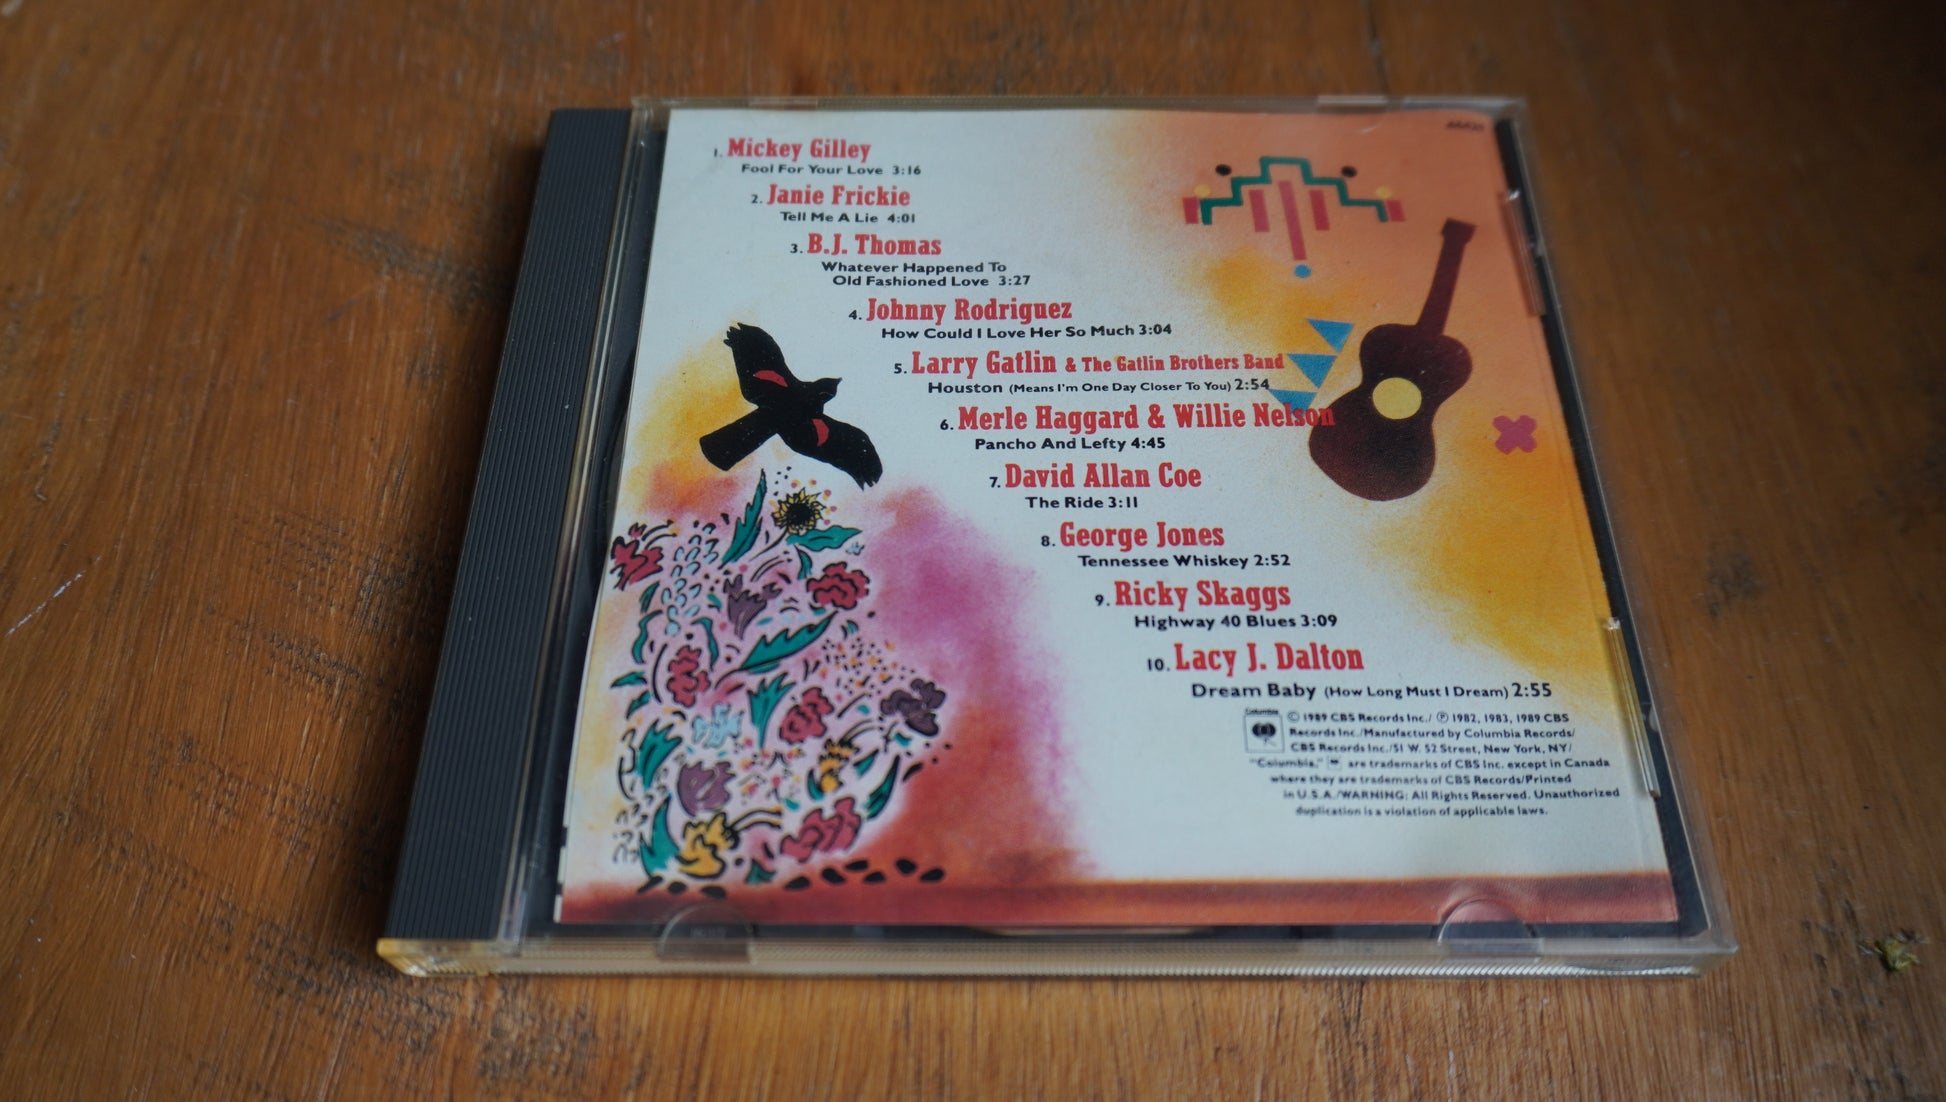 1. Mickey Gilley
Fool For Your Love 3:16
2. Janie Frickie
Tell Me A Lie 4:01
3. B.J. Thomas
Whatever Happened To
Old Fashioned Love 3:27
4. Johnny Rodriguez
How Could I Love Her So Much 3:04
5. Larry Gatlin & The Gatlin Brothers Band
Houston (Means I'm One Day Closer To You) 2:54
6. Merle Haggard & Willie Nelson
Pancho And Lefty 4:45
7. David Allan Coe
The Ride 3:11
8. George Jones
Tennessee Whiskey 2:52
9. Ricky Skaggs
Highway 40 Blues 3:09
10. Lacy J. Dalton
Dream Baby (How Long Must I Dream) 2:55
Columbia
© 1989 CBS Records Inc./ ℗ 1982, 1983, 1989 CBS
Records Inc./Manufactured by Columbia Records/
CBS Records Inc./51 W. 52 Street, New York, NY/
"Columbia," are trademarks of CBS Inc. except in Canada
where they are trademarks of CBS Records/Printed
in U.S.A./WARNING: All Rights Reserved. Unauthorized
duplication is a violation of applicable laws.